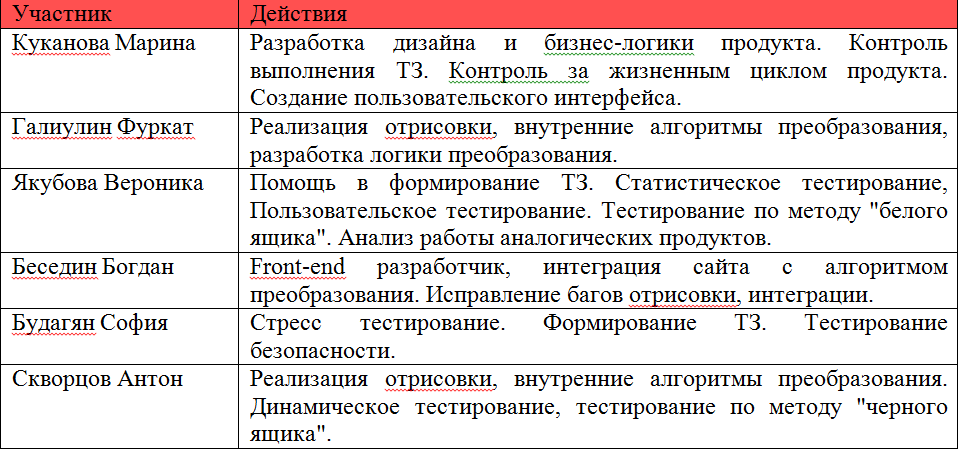 Участник Действия
Куканова Марина Разработка дизайна и бизнес-логики продукта. Контроль
выполнения ТЗ. Контроль за жизненным циклом продукта.
Создание пользовательского интерфейса.
Галиулин Фуркат Реализация отрисовки, внутренние алгоритмы преобразования,
разработка логики преобразования.
Якубова Вероника Помощь в формирование ТЗ. Статистическое тестирование,
Пользовательское тестирование. Тестирование по методу "белого
ящика". Анализ работы аналогических продуктов.
Беседин Богдан Front-end разработчик, интеграция сайта с алгоритмом
преобразования. Исправление багов отрисовки, интеграции.
Будагян София Стресс тестирование. Формирование ТЗ. Тестирование
безопасности.
Скворцов Антон Реализация отрисовки, внутренние алгоритмы преобразования.
Динамическое тестирование, тестирование по методу "черного
ящика".